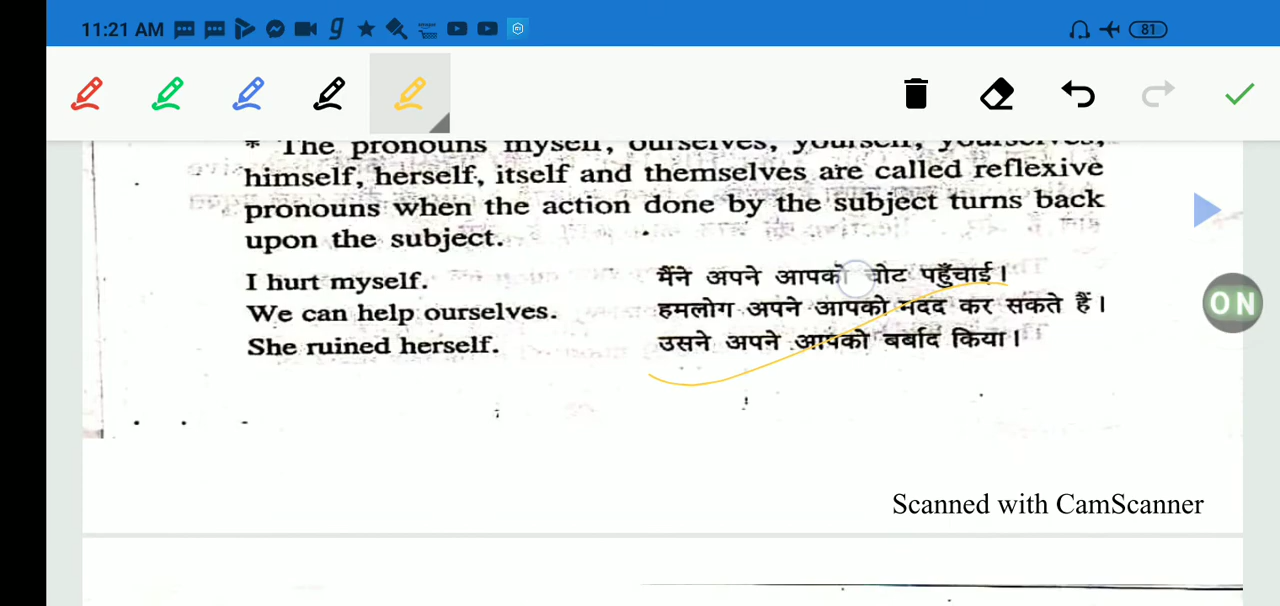 11:21 AM
81
* The pronouns myself, ourselves, yourself, yourselves,
himself, herself, itself and themselves are called reflexive
pronouns when the action done by the subject turns back
upon the subject.
I hurt myself. मैंने अपने आपको चोट पहुँचाई।
We can help ourselves. हमलोग अपने आपको मदद कर सकते हैं।
She ruined herself. उसने अपने आपको बर्बाद किया।
ON
Scanned with CamScanner